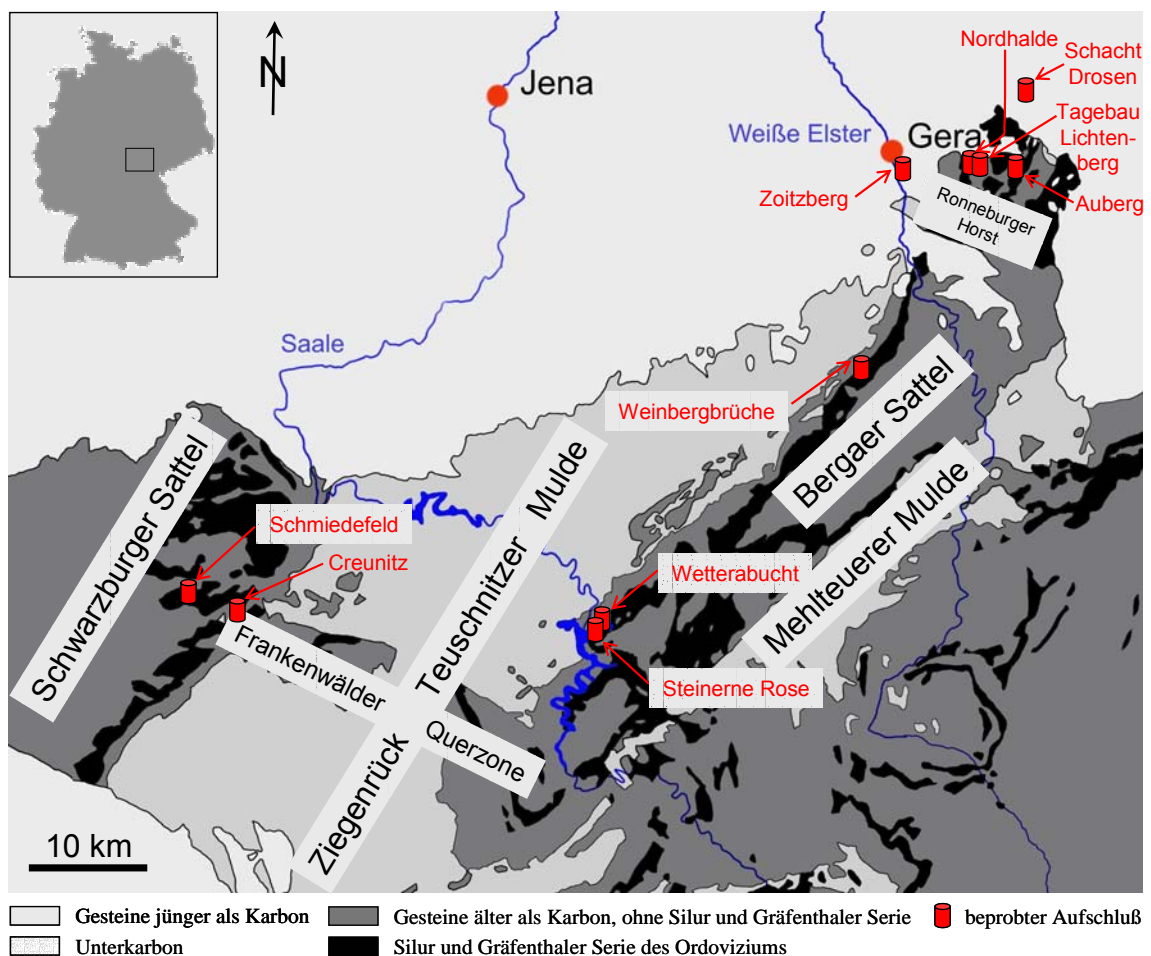 N
Jena
Saale
Weiße Elster
Gera
Nordhalde
Schacht
Drosen
Tagebau
Lichten-
berg
Auberg
Zoitzberg
Ronneburger
Horst
Weinbergbrüche
Bergaer Sattel
Mehlteuerer Mulde
Schwarzburger Sattel
Schmiedefeld
Creunitz
Frankenwälder
Querzone
Ziegenrück Teuschnitzer Mulde
Wetterabucht
Steinerne Rose
10 km
Gesteine jünger als Karbon
Gesteine älter als Karbon, ohne Silur und Gräfenthaler Serie
beprobter Aufschluß
Unterkarbon
Silur und Gräfenthaler Serie des Ordoviziums